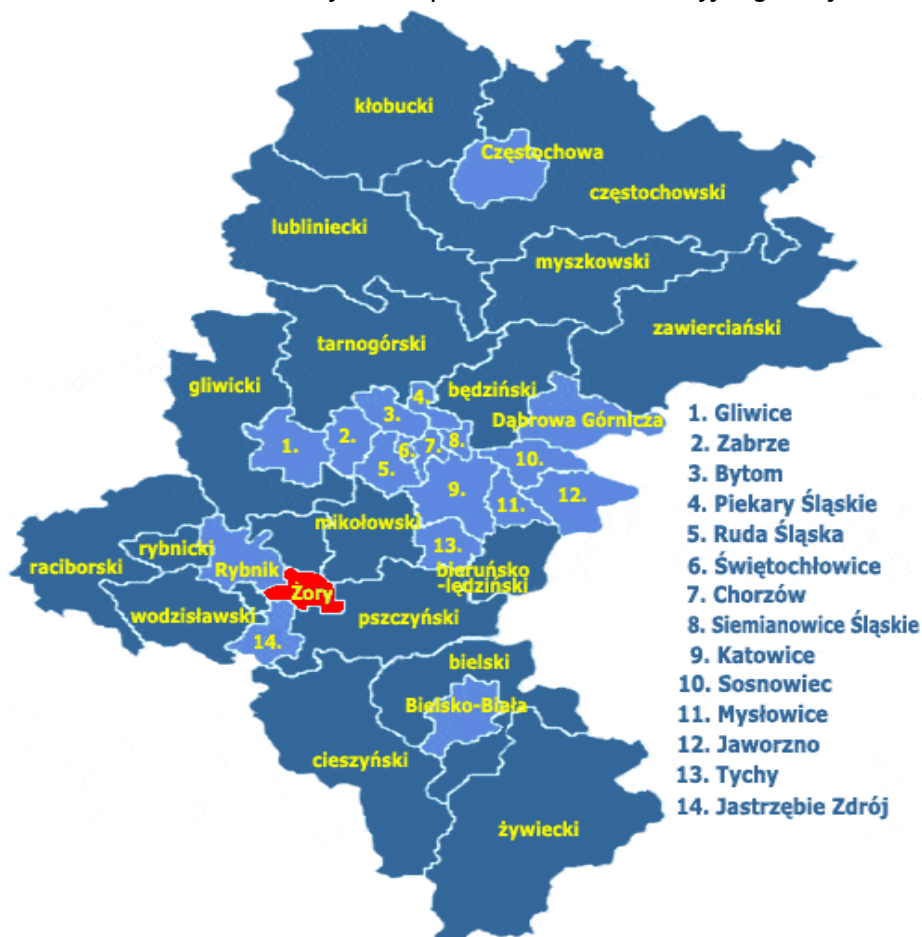 kłobucki
Częstochowa
częstochowski
lubliniecki
myszkowski
zawierciański
tarnogórski
gliwicki
będziński
Dąbrowa Górnicza
4.
3.
2.
1.
6.
7.
8.
5.
10.
9.
11.
12.
mikołowski
13.
rybnicki
raciborski
Rybnik
bieruńsko
-lędziński
Żory
wodzisławski
pszczyński
14.
bielski
Bielsko-Biała
cieszyński
żywiecki
1. Gliwice
2. Zabrze
3. Bytom
4. Piekary Śląskie
5. Ruda Śląska
6. Świętochłowice
7. Chorzów
8. Siemianowice Śląskie
9. Katowice
10. Sosnowiec
11. Mysłowice
12. Jaworzno
13. Tychy
14. Jastrzębie Zdrój